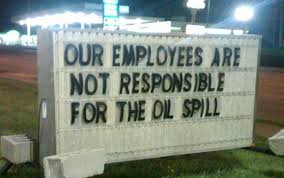 OUR EMPLOYEES ARE
NOT RESPONSIBLE
FOR THE OIL SPILL